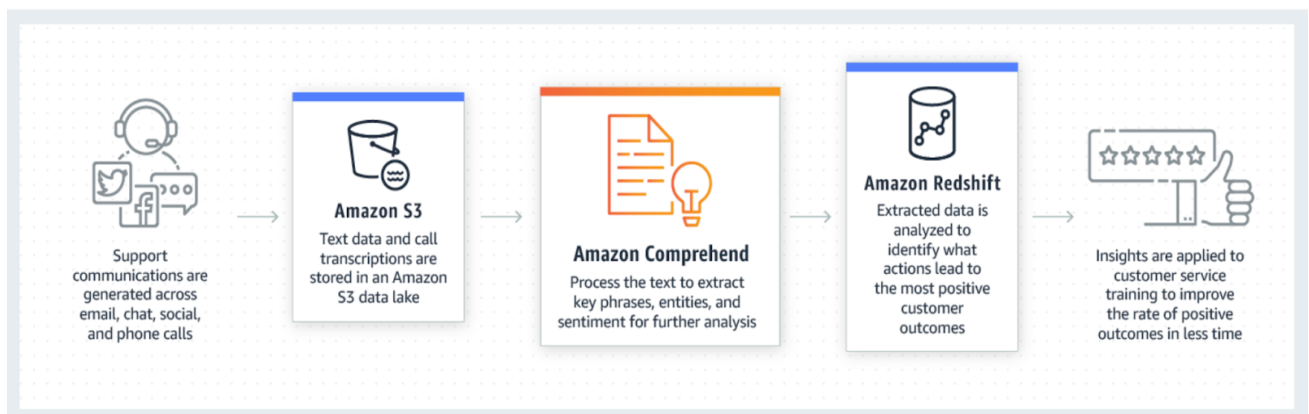 Support
communications are
generated across
email, chat, social,
and phone calls
Amazon S3
Text data and call
transcriptions are
stored in an Amazon
S3 data lake
Amazon Comprehend
Process the text to extract
key phrases, entities, and
sentiment for further analysis
Amazon Redshift
Extracted data is
analyzed to
identify what
actions lead to
the most positive
customer
outcomes
Insights are applied to
customer service
training to improve
the rate of positive
outcomes in less time